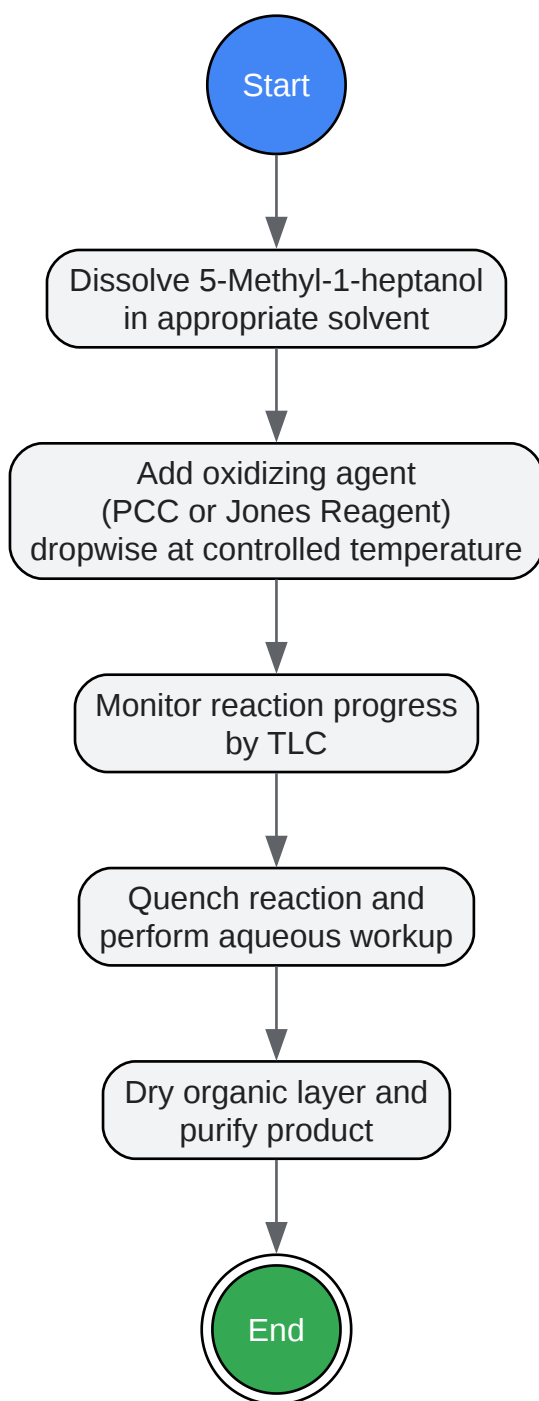 Start
Dissolve 5-Methyl-1-heptanol
in appropriate solvent
Add oxidizing agent
(PCC or Jones Reagent)
dropwise at controlled temperature
Monitor reaction progress
by TLC
Quench reaction and
perform aqueous workup
Dry organic layer and
purify product
End